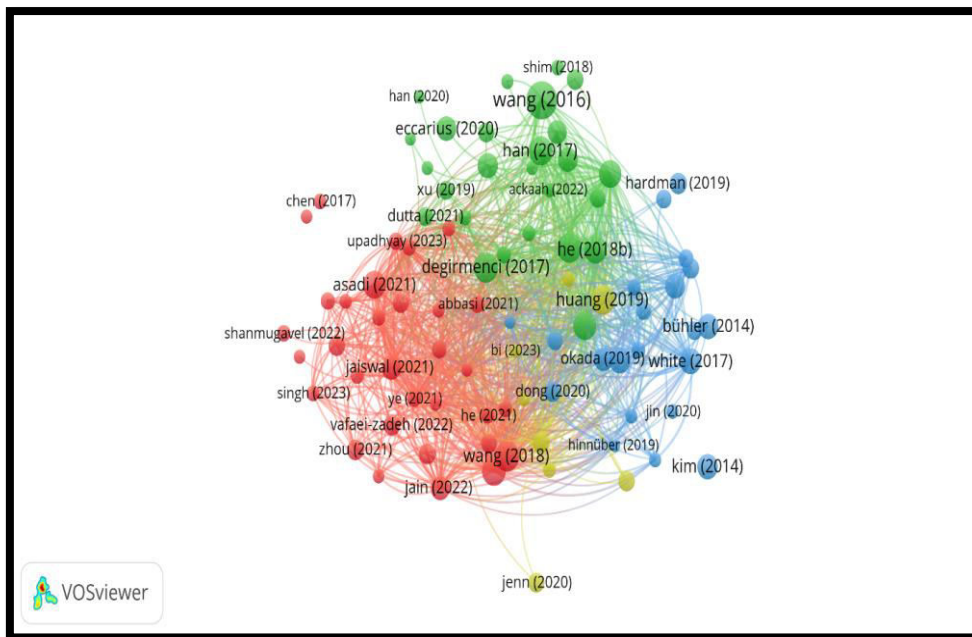 shim (2018)
han (2020)
wang (2016)
eccarius (2020)
han (2017)
xu (2019)
ackaah (2022)
hardman (2019)
chen (2017)
dutta (2021)
upadhyay (2023)
he (2018b)
degirmenci (2017)
asadi (2021)
abbasi (2021)
huang (2019)
shanmugavel (2022)
bühler (2014)
bi (2023)
okada (2019)
white (2017)
jaiswal (2021)
singh (2023)
ye (2021)
dong (2020)
he (2021)
jin (2020)
vafaei-zadeh (2022)
zhou (2021)
wang (2018)
hinnüber (2019)
kim (2014)
jain (2022)
jenn (2020)
VOSviewer